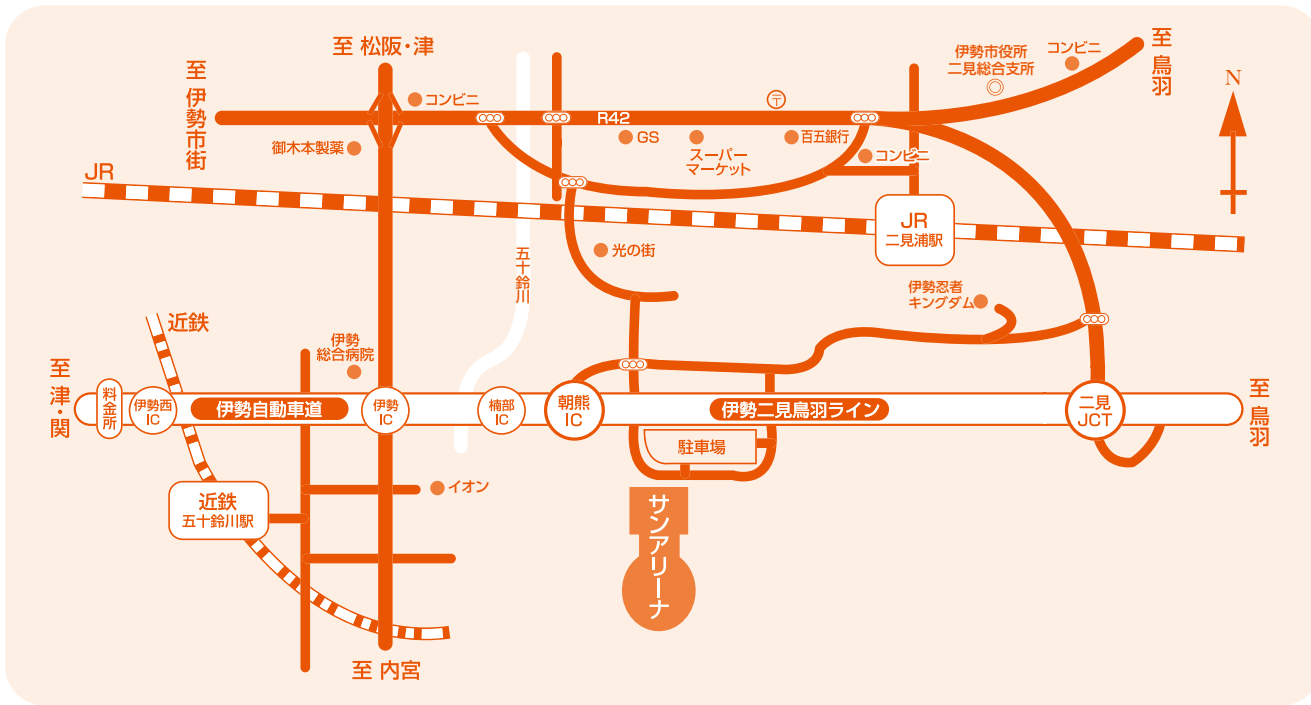 至 松阪・津
至 伊勢市街
コンビニ
R42
〒
伊勢市役所
二見総合支所
コンビニ
至 鳥羽
N
御木本製薬
GS
スーパー
マーケット
百五銀行
コンビニ
JR
JR
二見浦駅
五十鈴川
光の街
伊勢忍者
キングダム
近鉄
伊勢
総合病院
至 津・関
料金所
伊勢西
IC
伊勢自動車道
伊勢
IC
楠部
IC
朝熊
IC
伊勢二見鳥羽ライン
二見
JCT
至 鳥羽
駐車場
近鉄
五十鈴川駅
イオン
サンアリーナ
至 内宮